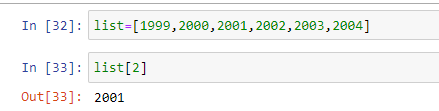 In [32]: list=[1999,2000,2001,2002,2003,2004]
In [33]: list[2]
Out[33]: 2001